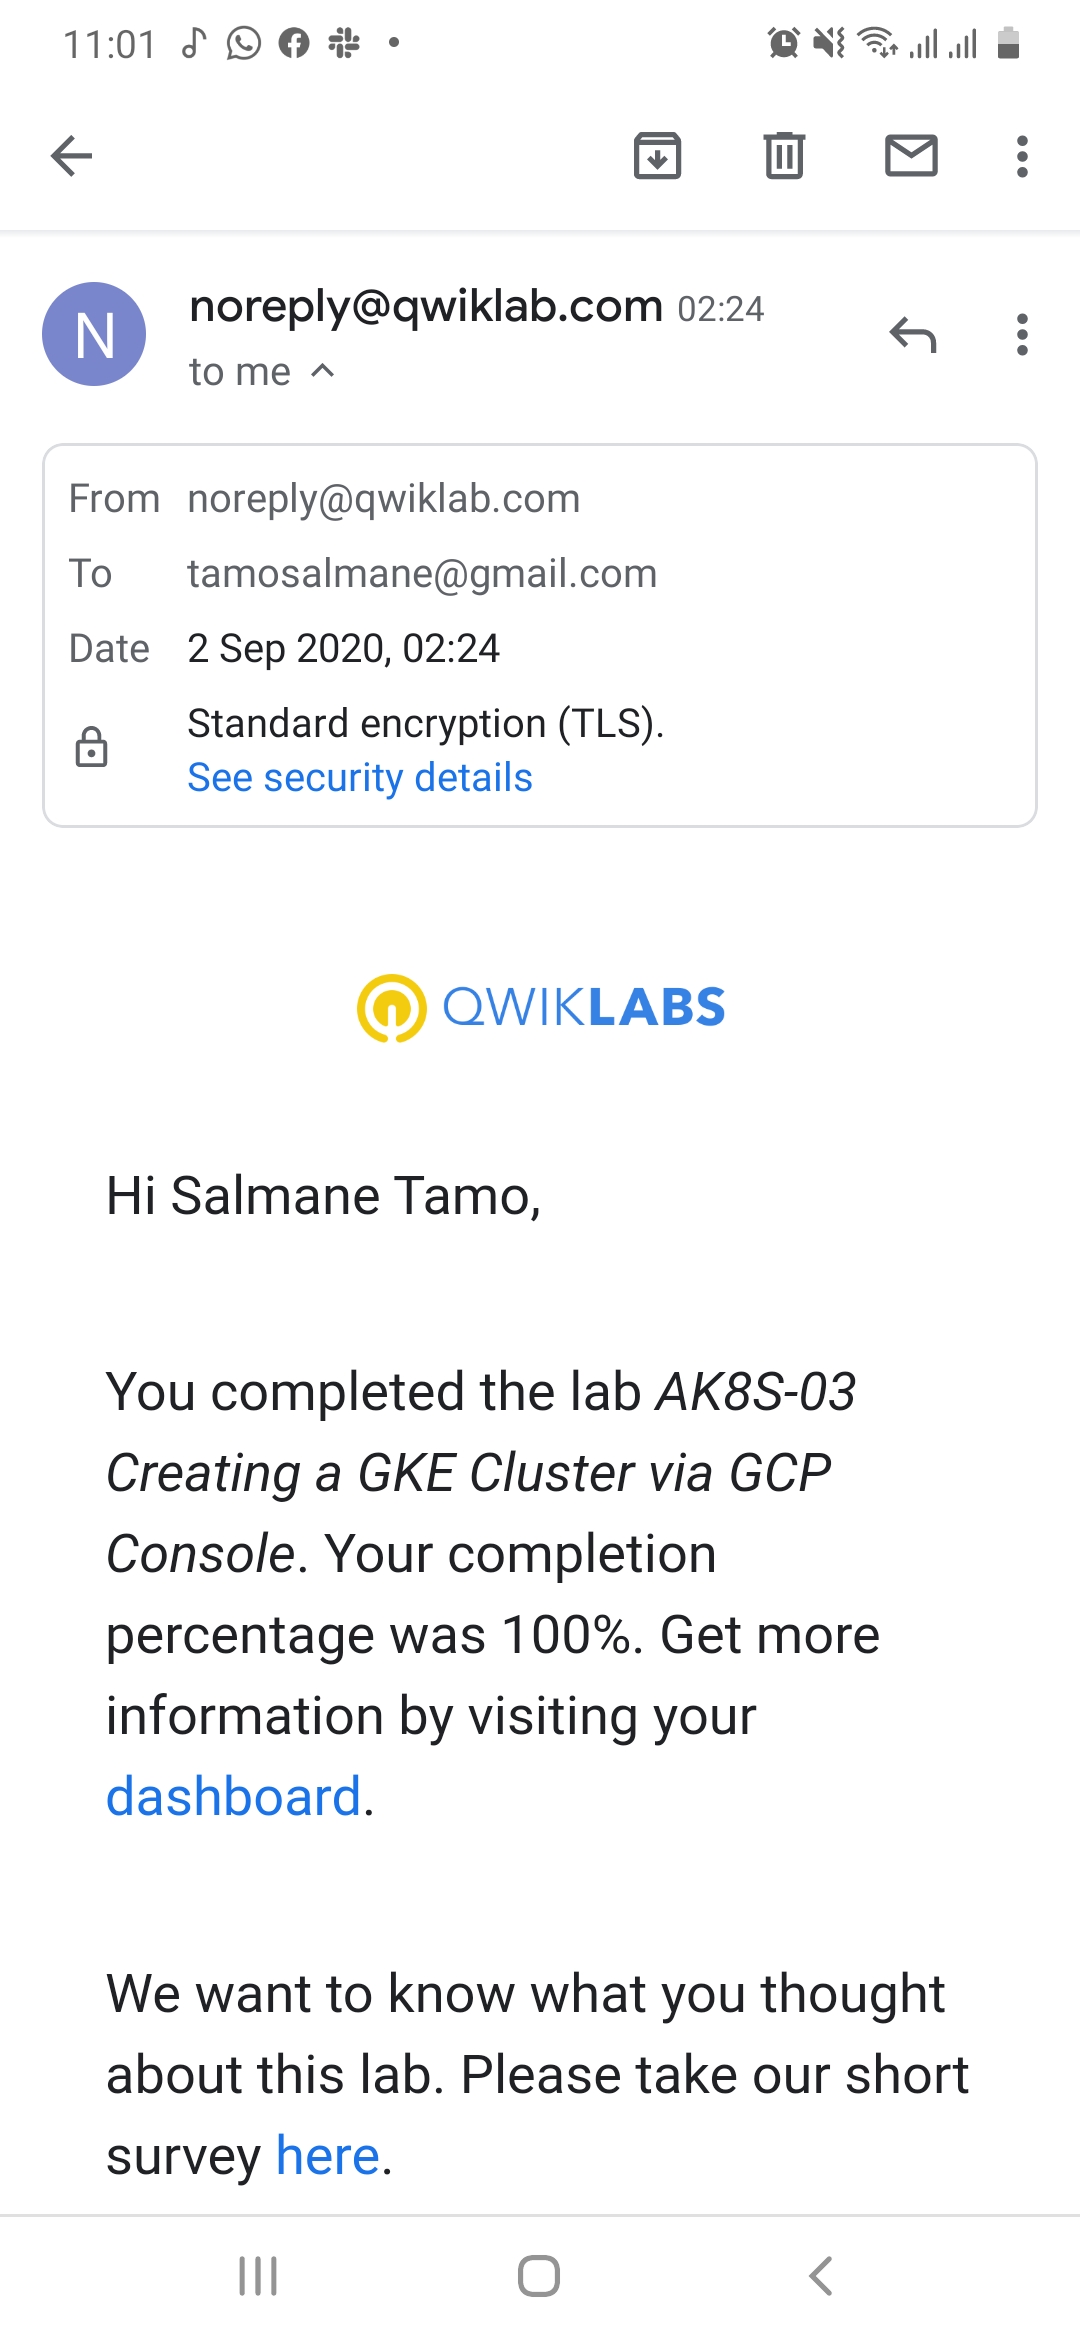 11:01
noreply@qwiklab.com 02:24
N
to me
From noreply@qwiklab.com
To tamosalmane@gmail.com
Date 2 Sep 2020, 02:24
Standard encryption (TLS).
See security details
QWIKLABS
Hi Salmane Tamo,
You completed the lab AK8S-03
Creating a GKE Cluster via GCP
Console. Your completion
percentage was 100%. Get more
information by visiting your
dashboard.
We want to know what you thought
about this lab. Please take our short
survey here.